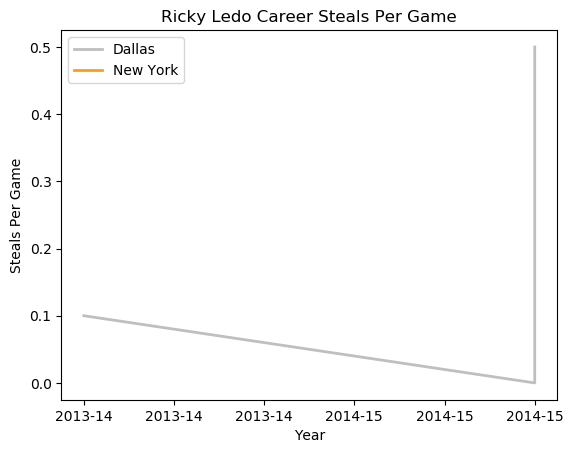 Ricky Ledo Career Steals Per Game
Dallas
New York
Steals Per Game
0.5
0.4
0.3
0.2
0.1
0.0
2013-14 2013-14 2013-14 2014-15 2014-15 2014-15
Year